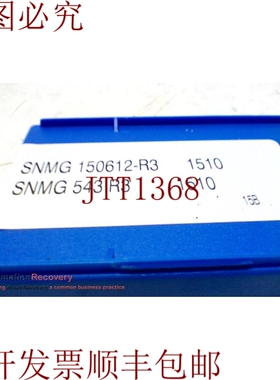 图必究
SNMG 150612-R3 1510
SNMG 543 R3
JTT1368
15B
Recovery
a common business practice
开发票顺丰包邮